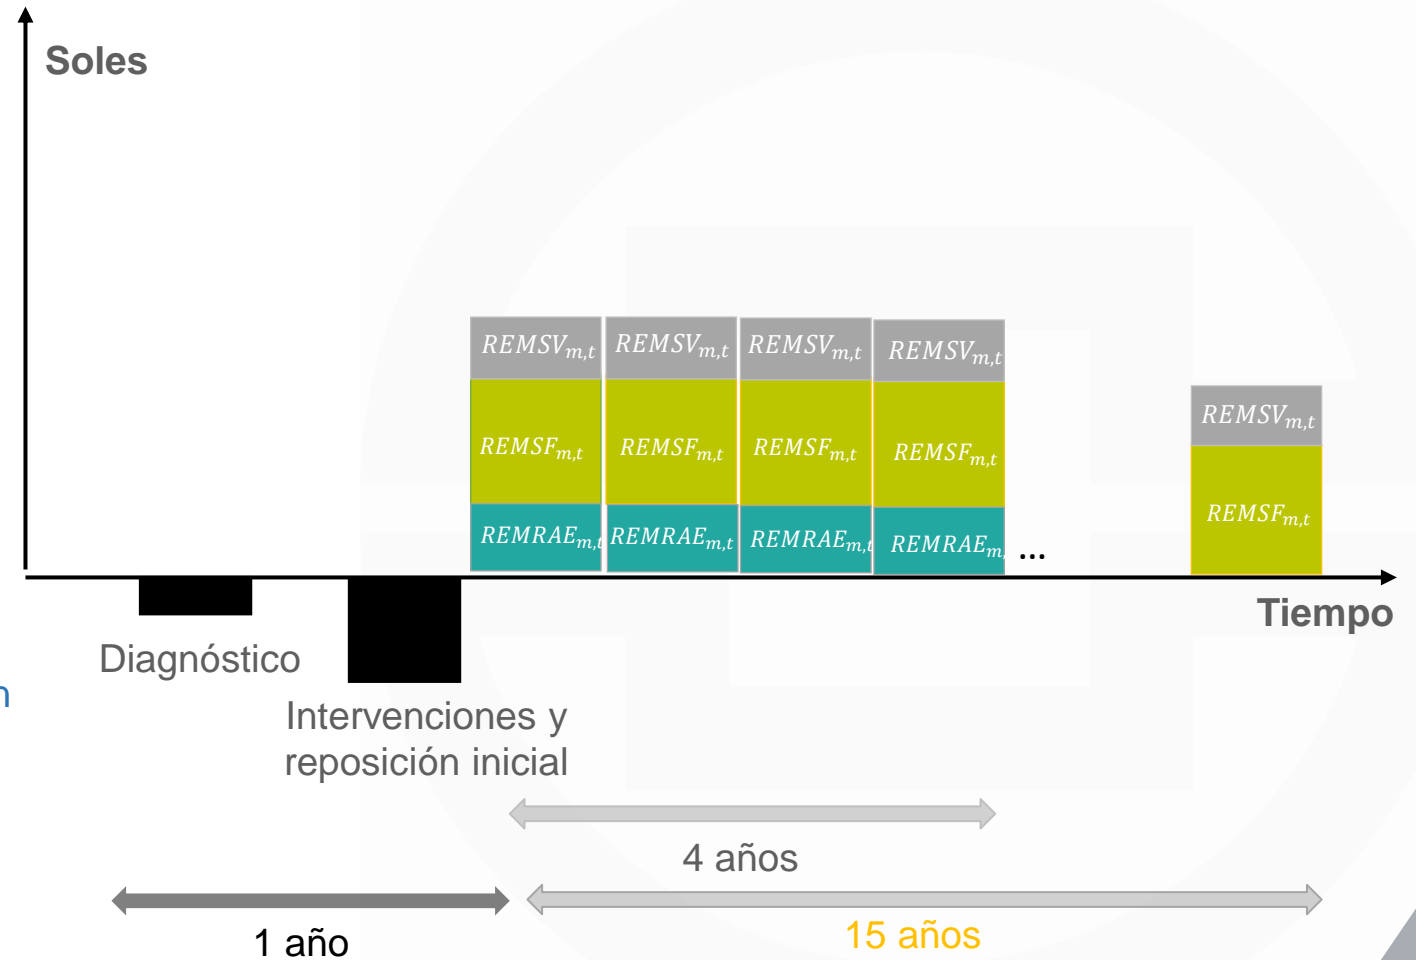 Soles
REMSV_{m,t} REMSV_{m,t} REMSV_{m,t} REMSV_{m,t}
REMSV_{m,t}
REMSF_{m,t} REMSF_{m,t} REMSF_{m,t} REMSF_{m,t}
REMSF_{m,t}
REMRAE_{m,t} REMRAE_{m,t} REMRAE_{m,t} REMRAE_{m, ...
Tiempo
Diagnóstico
n
Intervenciones y
reposición inicial
4 años
1 año
15 años